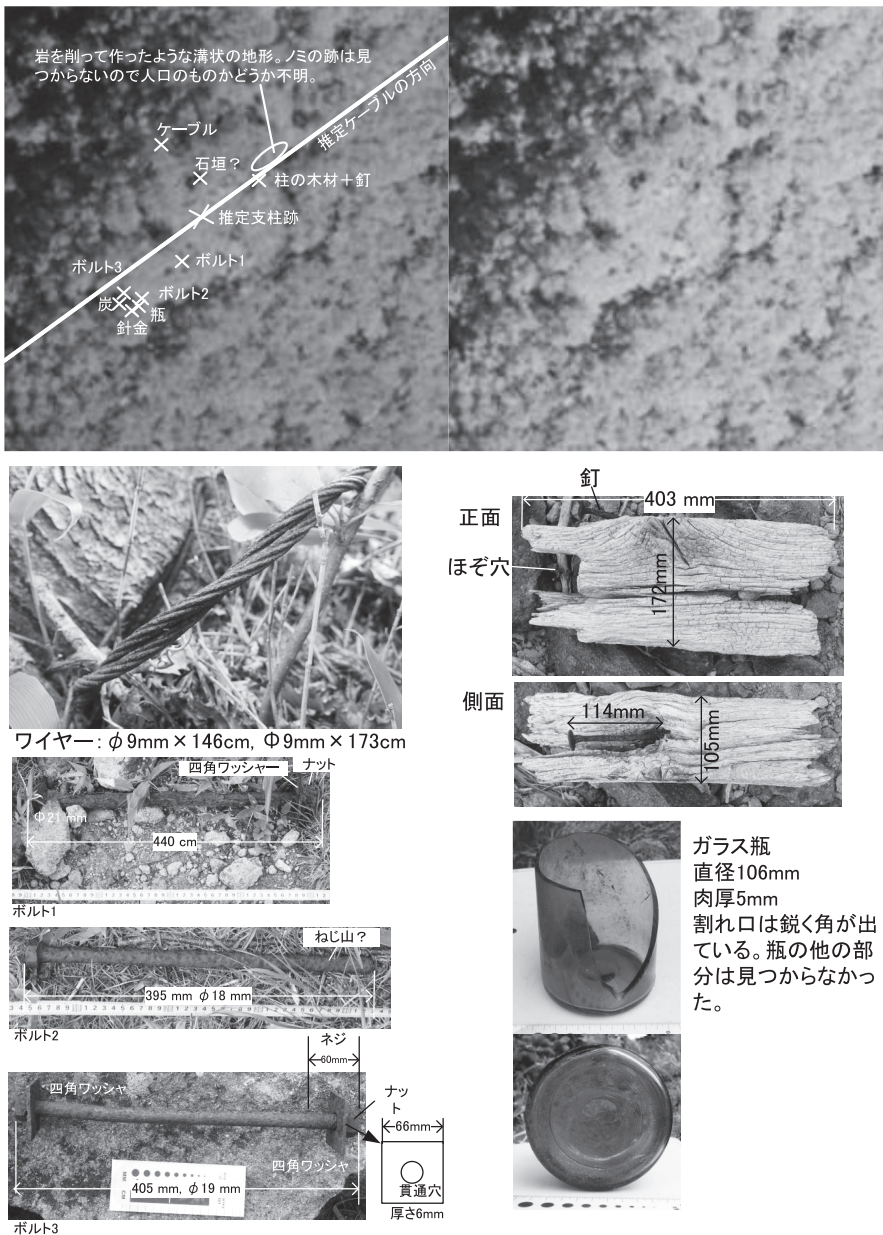 岩を削って作ったような溝状の地形。ノミの跡は見
つからないので人口のものかどうか不明。
推定ケーブルの方向
ケーブル
石垣？
柱の木材＋釘
推定支柱跡
ボルト1
ボルト3
ボルト2
炭
瓶
針金
ワイヤー：φ9mm×146cm, Φ9mm×173cm
釘
403 mm
正面
ほぞ穴
172mm
側面
114mm
105mm
四角ワッシャー
ナット
Φ21 mm
440 cm
ボルト1
ねじ山？
395 mm φ18 mm
ボルト2
ネジ
60mm
四角ワッシャ
ナッ
ト
66mm
四角ワッシャ
405 mm, φ19 mm
貫通穴
厚さ6mm
ボルト3
ガラス瓶
直径106mm
肉厚5mm
割れ口は鋭く角が出
ている。瓶の他の部
分は見つからなかっ
た。